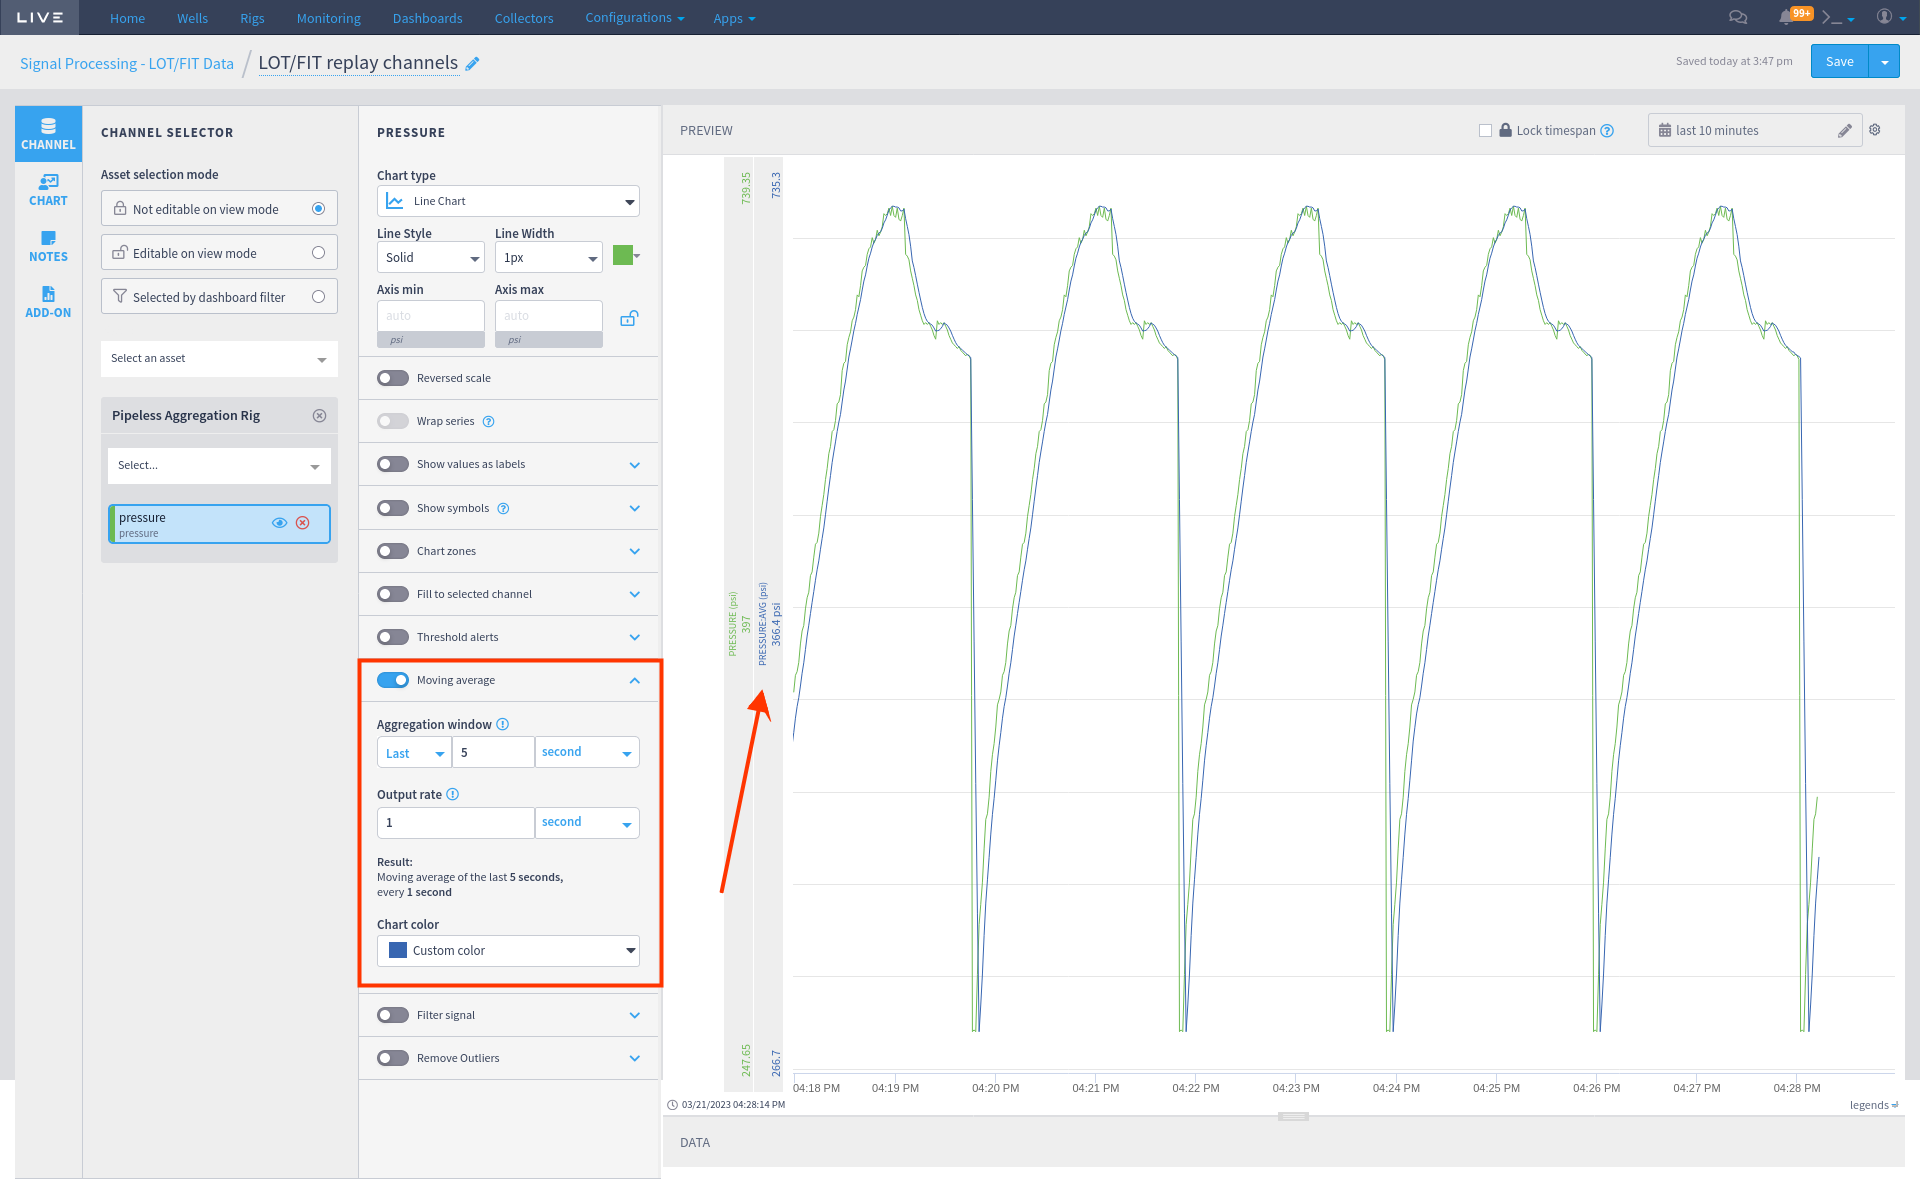 LIVE Home Wells Rigs Monitoring Dashboards Collectors Configurations Apps 99+
Signal Processing - LOT/FIT Data / LOT/FIT replay channels Saved today at 3:47 pm Save
CHANNEL
CHART
NOTES
ADD-ON
CHANNEL SELECTOR
Asset selection mode
Not editable on view mode
Editable on view mode
Selected by dashboard filter
Select an asset
Pipeless Aggregation Rig
Select...
pressure
pressure
PRESSURE
Chart type
Line Chart
Line Style Line Width
Solid 1px
Axis min Axis max
auto auto
psi psi
Reversed scale
Wrap series ?
Show values as labels
Show symbols ?
Chart zones
Fill to selected channel
Threshold alerts
Moving average
Aggregation window
Last 5 second
Output rate
1 second
Result:
Moving average of the last 5 seconds,
every 1 second
Chart color
Custom color
Filter signal
Remove Outliers
PREVIEW Lock timespan ? last 10 minutes
739.35
PRESSURE (psi)
397
247.65
735.3
PRESSURE:AVG (psi)
366.4 psi
266.7
04:18 PM 04:19 PM 04:20 PM 04:21 PM 04:22 PM 04:23 PM 04:24 PM 04:25 PM 04:26 PM 04:27 PM 04:28 PM
03/21/2023 04:28:14 PM legends
DATA